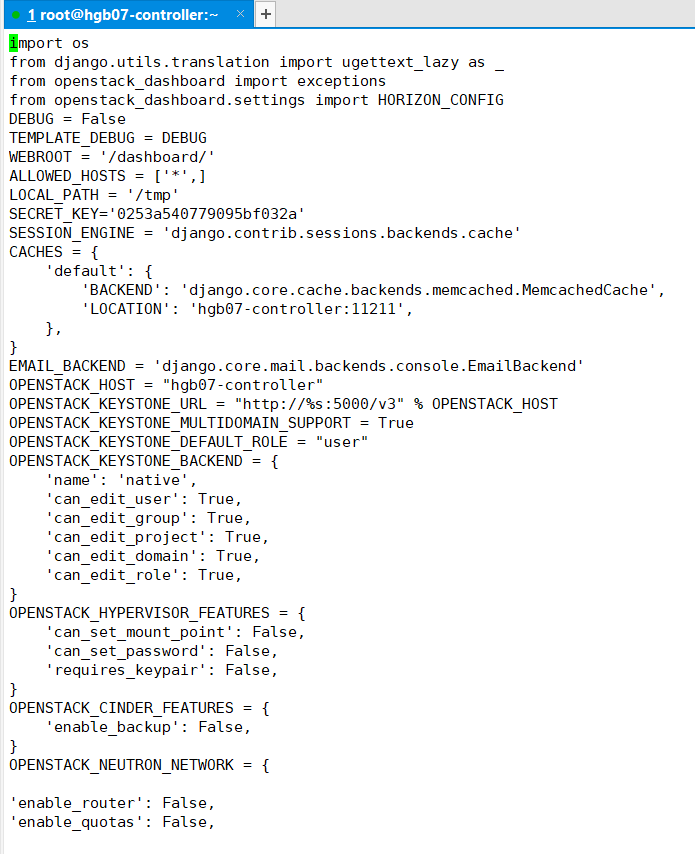 1 root@hgb07-controller:~ × +
import os
from django.utils.translation import ugettext_lazy as _
from openstack_dashboard import exceptions
from openstack_dashboard.settings import HORIZON_CONFIG
DEBUG = False
TEMPLATE_DEBUG = DEBUG
WEBROOT = '/dashboard/'
ALLOWED_HOSTS = ['*',]
LOCAL_PATH = '/tmp'
SECRET_KEY='0253a540779095bf032a'
SESSION_ENGINE = 'django.contrib.sessions.backends.cache'
CACHES = {
    'default': {
        'BACKEND': 'django.core.cache.backends.memcached.MemcachedCache',
        'LOCATION': 'hgb07-controller:11211',
    },
}
EMAIL_BACKEND = 'django.core.mail.backends.console.EmailBackend'
OPENSTACK_HOST = "hgb07-controller"
OPENSTACK_KEYSTONE_URL = "http://%s:5000/v3" % OPENSTACK_HOST
OPENSTACK_KEYSTONE_MULTIDOMAIN_SUPPORT = True
OPENSTACK_KEYSTONE_DEFAULT_ROLE = "user"
OPENSTACK_KEYSTONE_BACKEND = {
    'name': 'native',
    'can_edit_user': True,
    'can_edit_group': True,
    'can_edit_project': True,
    'can_edit_domain': True,
    'can_edit_role': True,
}
OPENSTACK_HYPERVISOR_FEATURES = {
    'can_set_mount_point': False,
    'can_set_password': False,
    'requires_keypair': False,
}
OPENSTACK_CINDER_FEATURES = {
    'enable_backup': False,
}
OPENSTACK_NEUTRON_NETWORK = {
'enable_router': False,
'enable_quotas': False,